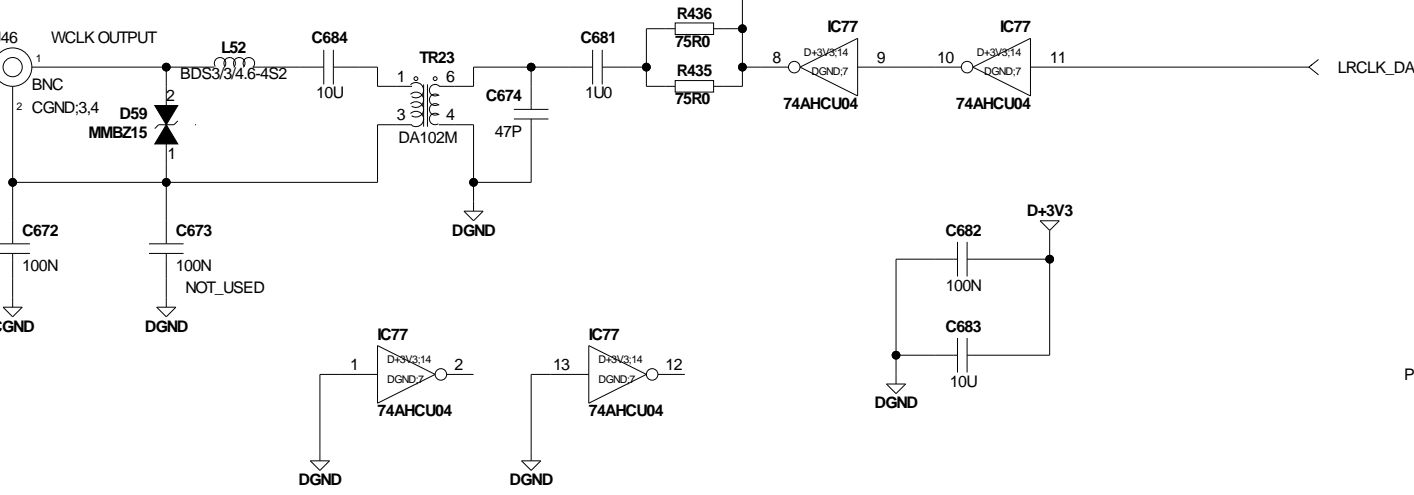 J46
WCLK OUTPUT
1
BNC
2
CGND;3,4
D59
MMBZ15
2
1
L52
BDS3/3/4.6-4S2
C684
10U
TR23
1
6
3
4
DA102M
C674
47P
DGND
C681
1U0
R436
75R0
R435
75R0
IC77
8
D+3V3;14
DGND;7
9
74AHCU04
IC77
10
D+3V3;14
DGND;7
11
74AHCU04
LRCLK_DA
C672
100N
CGND
C673
100N
NOT_USED
DGND
IC77
1
D+3V3;14
DGND;7
2
74AHCU04
DGND
IC77
13
D+3V3;14
DGND;7
12
74AHCU04
DGND
D+3V3
C682
100N
C683
10U
DGND
P